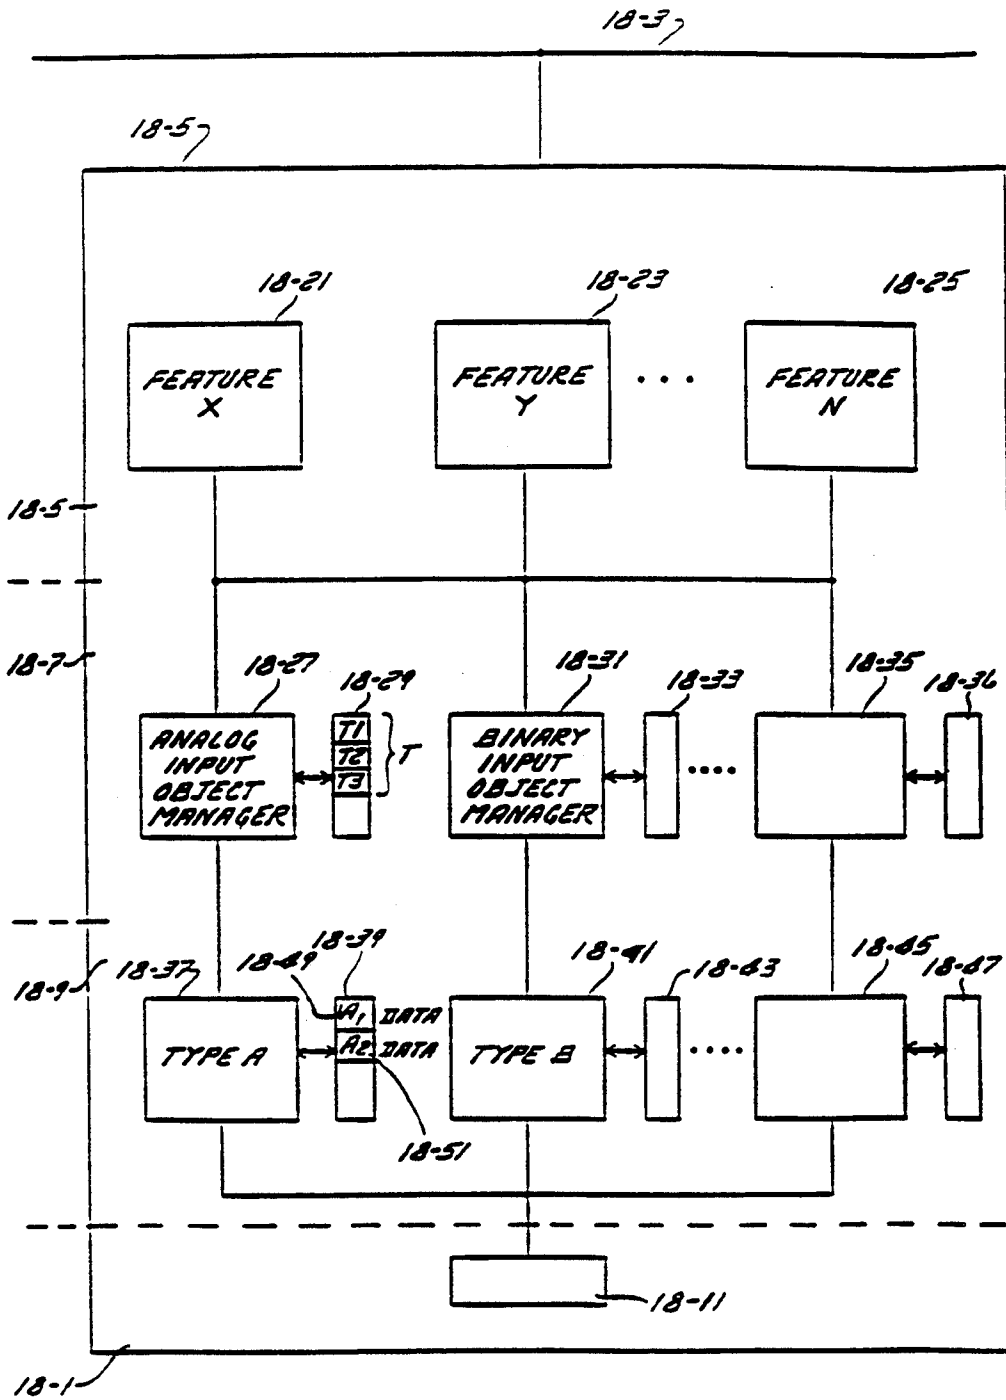 18-3
18-5
18-21
18-23
18-25
FEATURE
X
FEATURE
Y
. . .
FEATURE
N
18-5
18-7
18-27
18-29
18-31
18-33
18-35
18-36
ANALOG
INPUT
OBJECT
MANAGER
T1
T2
T3
T
BINARY
INPUT
OBJECT
MANAGER
....
18-9
18-37
18-49
18-39
18-41
18-43
18-45
18-47
TYPE A
A1 DATA
A2 DATA
TYPE B
....
18-51
18-11
18-1